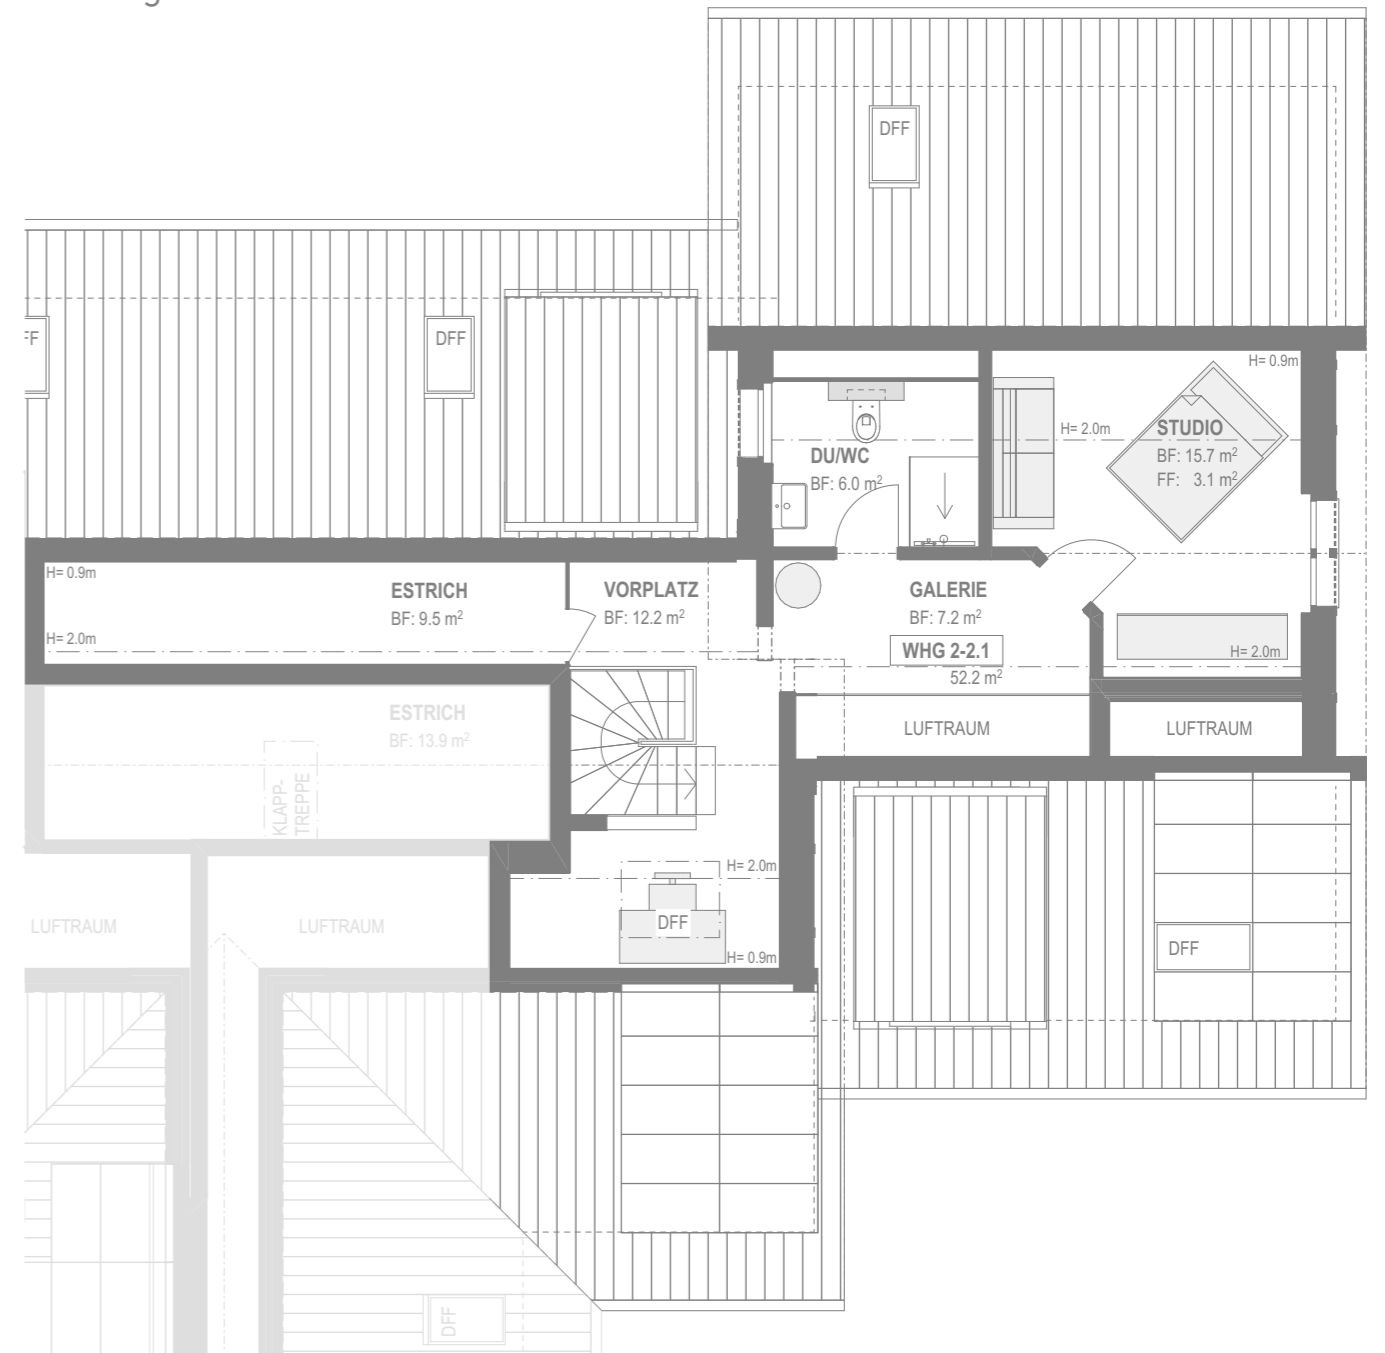 g
DFF
FF
DFF
H= 0.9m
H= 2.0m
STUDIO
BF: 15.7 m²
FF: 3.1 m²
DU/WC
BF: 6.0 m²
H= 0.9m
ESTRICH
BF: 9.5 m²
VORPLATZ
BF: 12.2 m²
GALERIE
BF: 7.2 m²
H= 2.0m
WHG 2-2.1
52.2 m²
H= 2.0m
ESTRICH
BF: 13.9 m²
LUFTRAUM
LUFTRAUM
KLAPP-
TREPPE
H= 2.0m
LUFTRAUM
LUFTRAUM
DFF
H= 0.9m
DFF
DFF